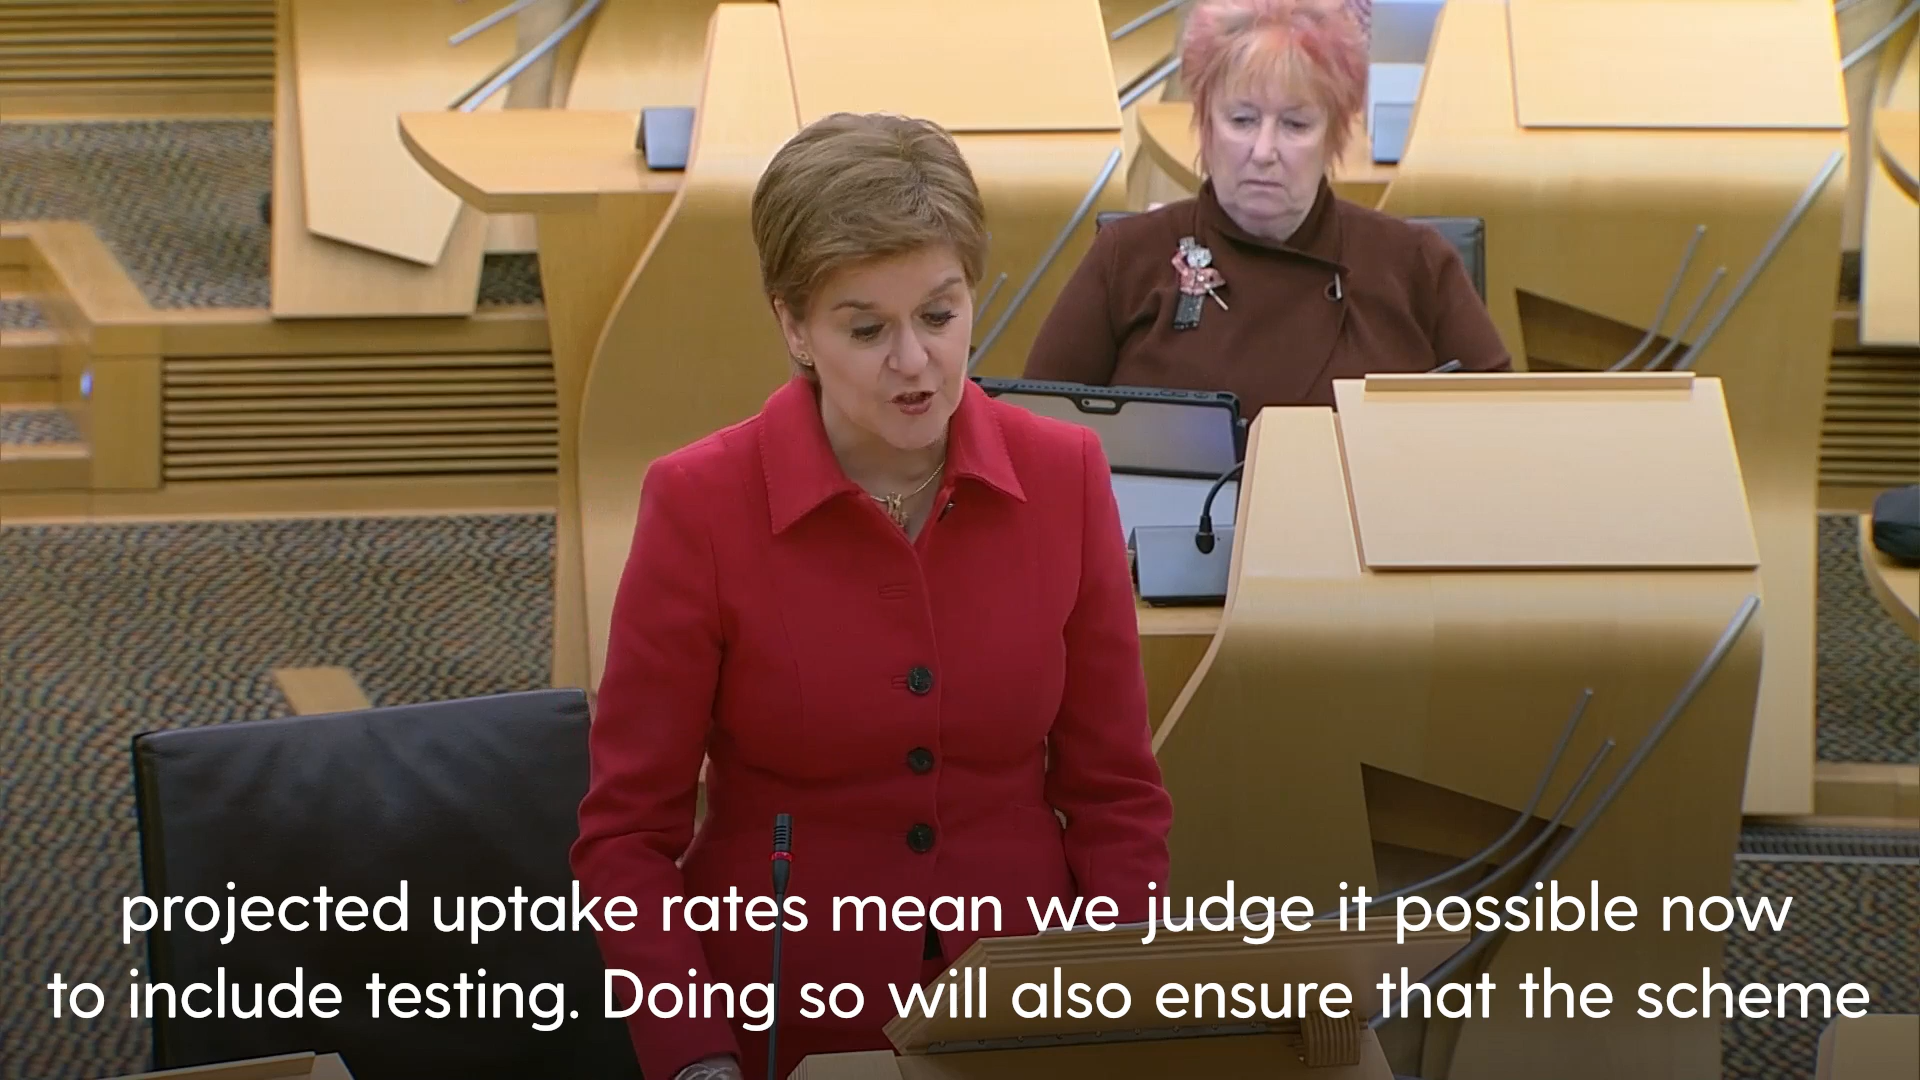 projected uptake rates mean we judge it possible now
to include testing. Doing so will also ensure that the scheme